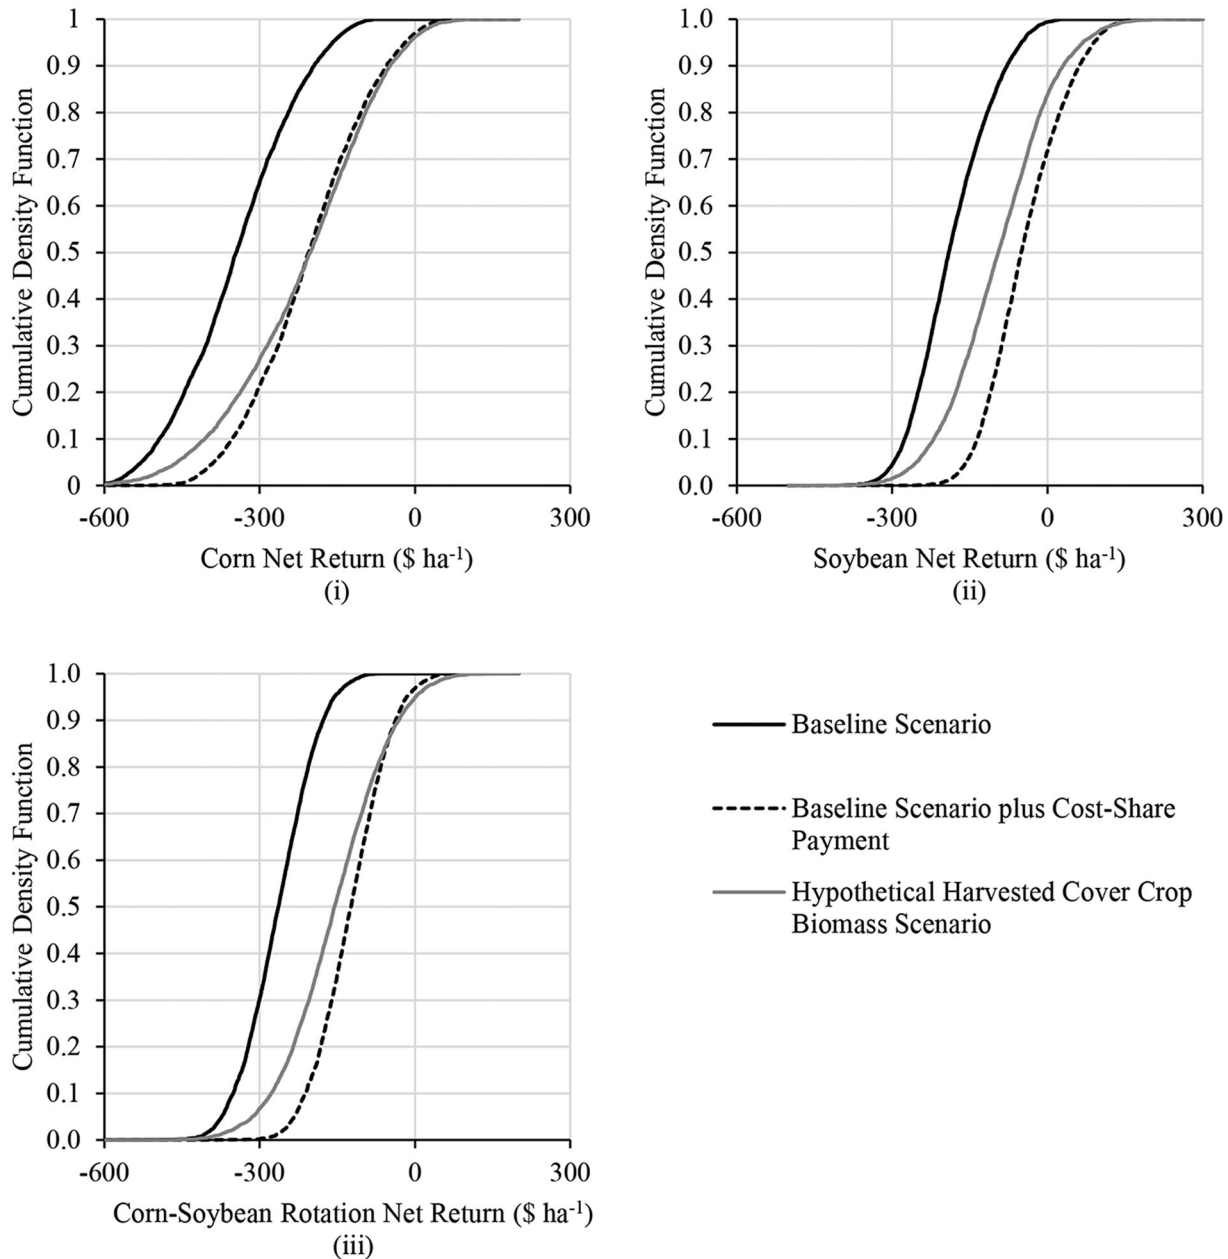 Cumulative Density Function
1
0.9
0.8
0.7
0.6
0.5
0.4
0.3
0.2
0.1
0
-600 -300 0 300
Corn Net Return ($ ha-1)
(i)
Cumulative Density Function
1.0
0.9
0.8
0.7
0.6
0.5
0.4
0.3
0.2
0.1
0.0
-600 -300 0 300
Soybean Net Return ($ ha-1)
(ii)
Cumulative Density Function
1.0
0.9
0.8
0.7
0.6
0.5
0.4
0.3
0.2
0.1
0.0
-600 -300 0 300
Corn-Soybean Rotation Net Return ($ ha-1)
(iii)
Baseline Scenario
Baseline Scenario plus Cost-Share
Payment
Hypothetical Harvested Cover Crop
Biomass Scenario